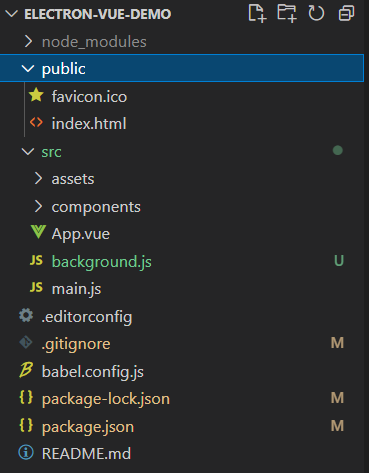 ELECTRON-VUE-DEMO
node_modules
public
favicon.ico
<> index.html
src
assets
components
App.vue
JS background.js U
JS main.js
.editorconfig
.gitignore M
babel.config.js
{ } package-lock.json M
{ } package.json M
README.md